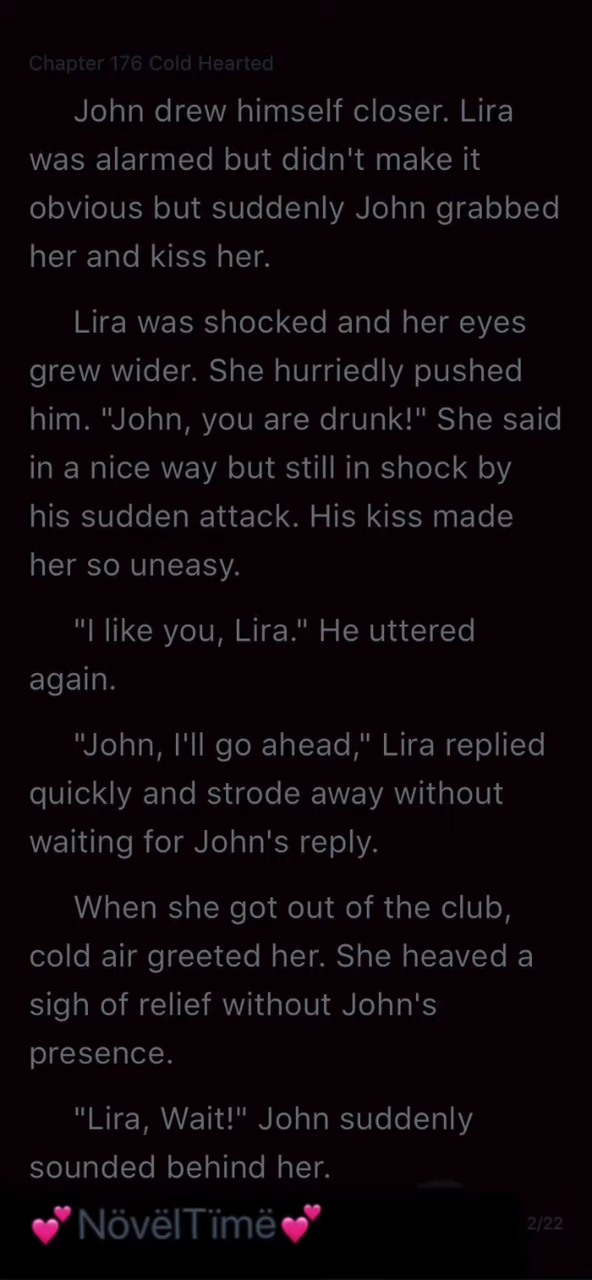 Chapter 176 Cold Hearted
John drew himself closer. Lira
was alarmed but didn't make it
obvious but suddenly John grabbed
her and kiss her.
Lira was shocked and her eyes
grew wider. She hurriedly pushed
him. "John, you are drunk!" She said
in a nice way but still in shock by
his sudden attack. His kiss made
her so uneasy.
"I like you, Lira." He uttered
again.
"John, I'll go ahead," Lira replied
quickly and strode away without
waiting for John's reply.
When she got out of the club,
cold air greeted her. She heaved a
sigh of relief without John's
presence.
"Lira, Wait!" John suddenly
sounded behind her.
💕NövëlTïmë💕
2/22